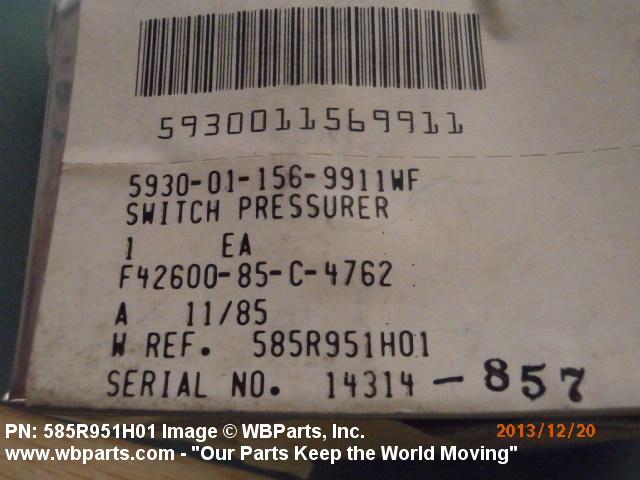 5930011569911
5930-01-156-9911WF
SWITCH PRESSURER
1 EA
F42600-85-C-4762
A 11/85
W REF. 585R951H01
SERIAL NO. 14314-857
PN: 585R951H01 Image © WBParts, Inc. 2013/12/20
www.wbparts.com - "Our Parts Keep the World Moving"